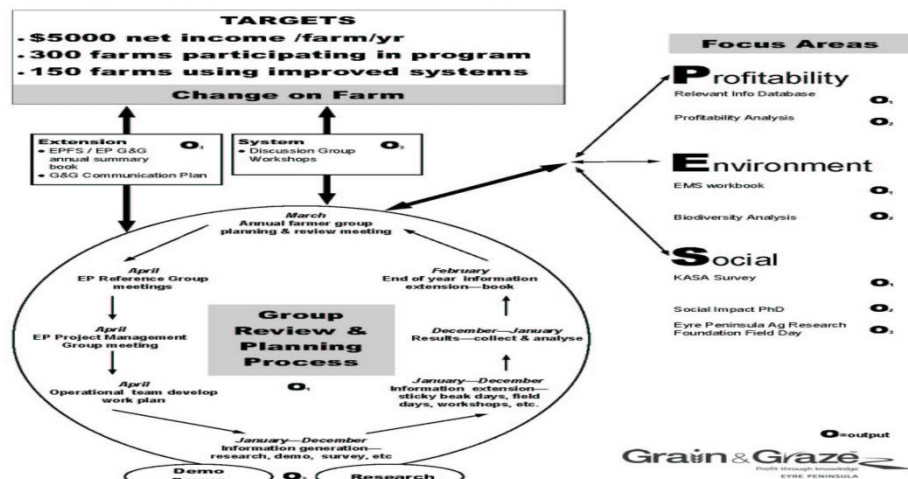 TARGETS
• $5000 net income /farm/yr
• 300 farms participating in program
• 150 farms using improved systems
Change on Farm
Extension O₃
• EPFS / EP G&G
annual summary
book
• G&G Communication Plan
System O₃
• Discussion Group
Workshops
March
Annual farmer group
planning & review meeting
April
EP Reference Group
meetings
April
EP Project Management
Group meeting
April
Operational team develop
work plan
January—December
Information generation—
research, demo, survey, etc
January—December
Information extension—
sticky beak days, field
days, workshops, etc.
December—January
Results—collect & analyse
February
End of year information
extension—book
Group
Review &
Planning
Process
O₁
Demo
Research
Focus Areas
Profitability
Relevant Info Database O₁
Profitability Analysis O₂
Environment
EMS workbook O₁
Biodiversity Analysis O₂
Social
KASA Survey O₁
Social Impact PhD O₂
Eyre Peninsula Ag Research
Foundation Field Day O₃
O=output
Grain & Graze
Profit through knowledge
EYRE PENINSULA